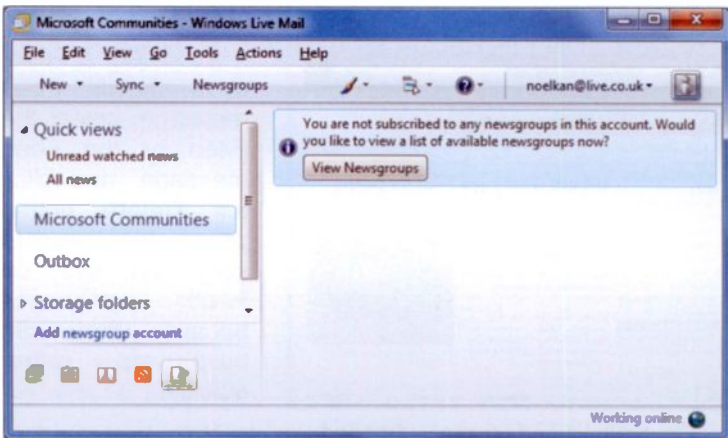 Microsoft Communities - Windows Live Mail
File Edit View Go Tools Actions Help
New Sync Newsgroups noelkan@live.co.uk
Quick views
Unread watched news
All news
Microsoft Communities
Outbox
Storage folders
Add newsgroup account
You are not subscribed to any newsgroups in this account. Would
you like to view a list of available newsgroups now?
View Newsgroups
Working online